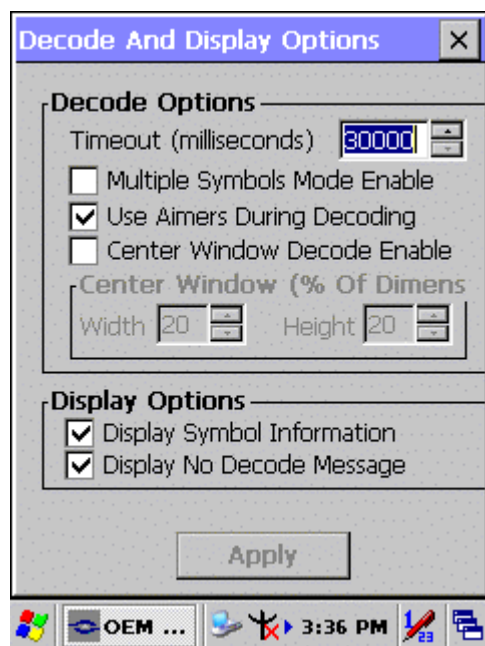 Decode And Display Options
Decode Options
Timeout (milliseconds) 30000
Multiple Symbols Mode Enable
Use Aimers During Decoding
Center Window Decode Enable
Center Window (% Of Dimens
Width 20 Height 20
Display Options
Display Symbol Information
Display No Decode Message
Apply
OEM ... 3:36 PM